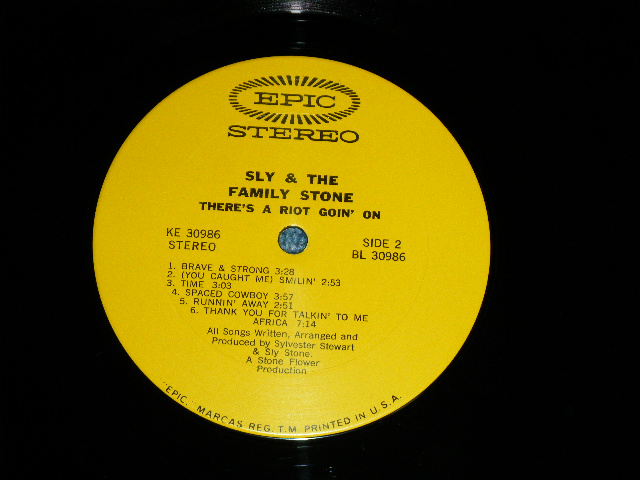 EPIC
STEREO
SLY & THE
FAMILY STONE
THERE'S A RIOT GOIN' ON
KE 30986
STEREO
SIDE 2
BL 30986
1. BRAVE & STRONG 3:28
2. (YOU CAUGHT ME) SMILIN' 2:53
3. TIME 3:03
4. SPACED COWBOY 3:57
5. RUNNIN' AWAY 2:51
6. THANK YOU FOR TALKIN' TO ME
AFRICA 7:14
All Songs Written, Arranged and
Produced by Sylvester Stewart
& Sly Stone.
A Stone Flower
Production
"EPIC, MARCAS REG. T.M. PRINTED IN U.S.A.